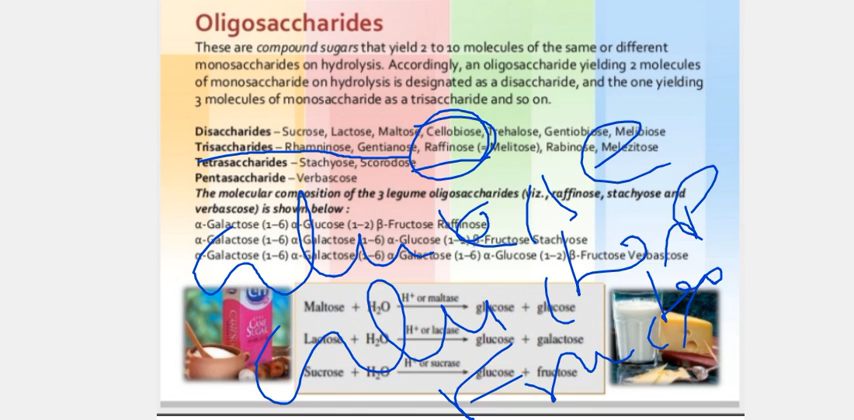 Oligosaccharides
These are compound sugars that yield 2 to 10 molecules of the same or different
monosaccharides on hydrolysis. Accordingly, an oligosaccharide yielding 2 molecules
of monosaccharide on hydrolysis is designated as a disaccharide, and the one yielding
3 molecules of monosaccharide as a trisaccharide and so on.
Disaccharides – Sucrose, Lactose, Maltose, Cellobiose, Trehalose, Gentiobiose, Melibiose
Trisaccharides – Rhamninose, Gentianose, Raffinose (= Melitose), Rabinose, Melezitose
Tetrasaccharides – Stachyose, Scorodose
Pentasaccharide – Verbascose
The molecular composition of the 3 legume oligosaccharides (viz., raffinose, stachyose and
verbascose) is shown below :
α-Galactose (1–6) α-Glucose (1–2) β-Fructose Raffinose
α-Galactose (1–6) α-Galactose (1–6) α-Glucose (1–2) β-Fructose Stachyose
α-Galactose (1–6) α-Galactose (1–6) α-Galactose (1–6) α-Glucose (1–2) β-Fructose Verbascose
Maltose + H₂O H⁺ or maltase glucose + glucose
Lactose + H₂O H⁺ or lactase glucose + galactose
Sucrose + H₂O H⁺ or sucrase glucose + fructose